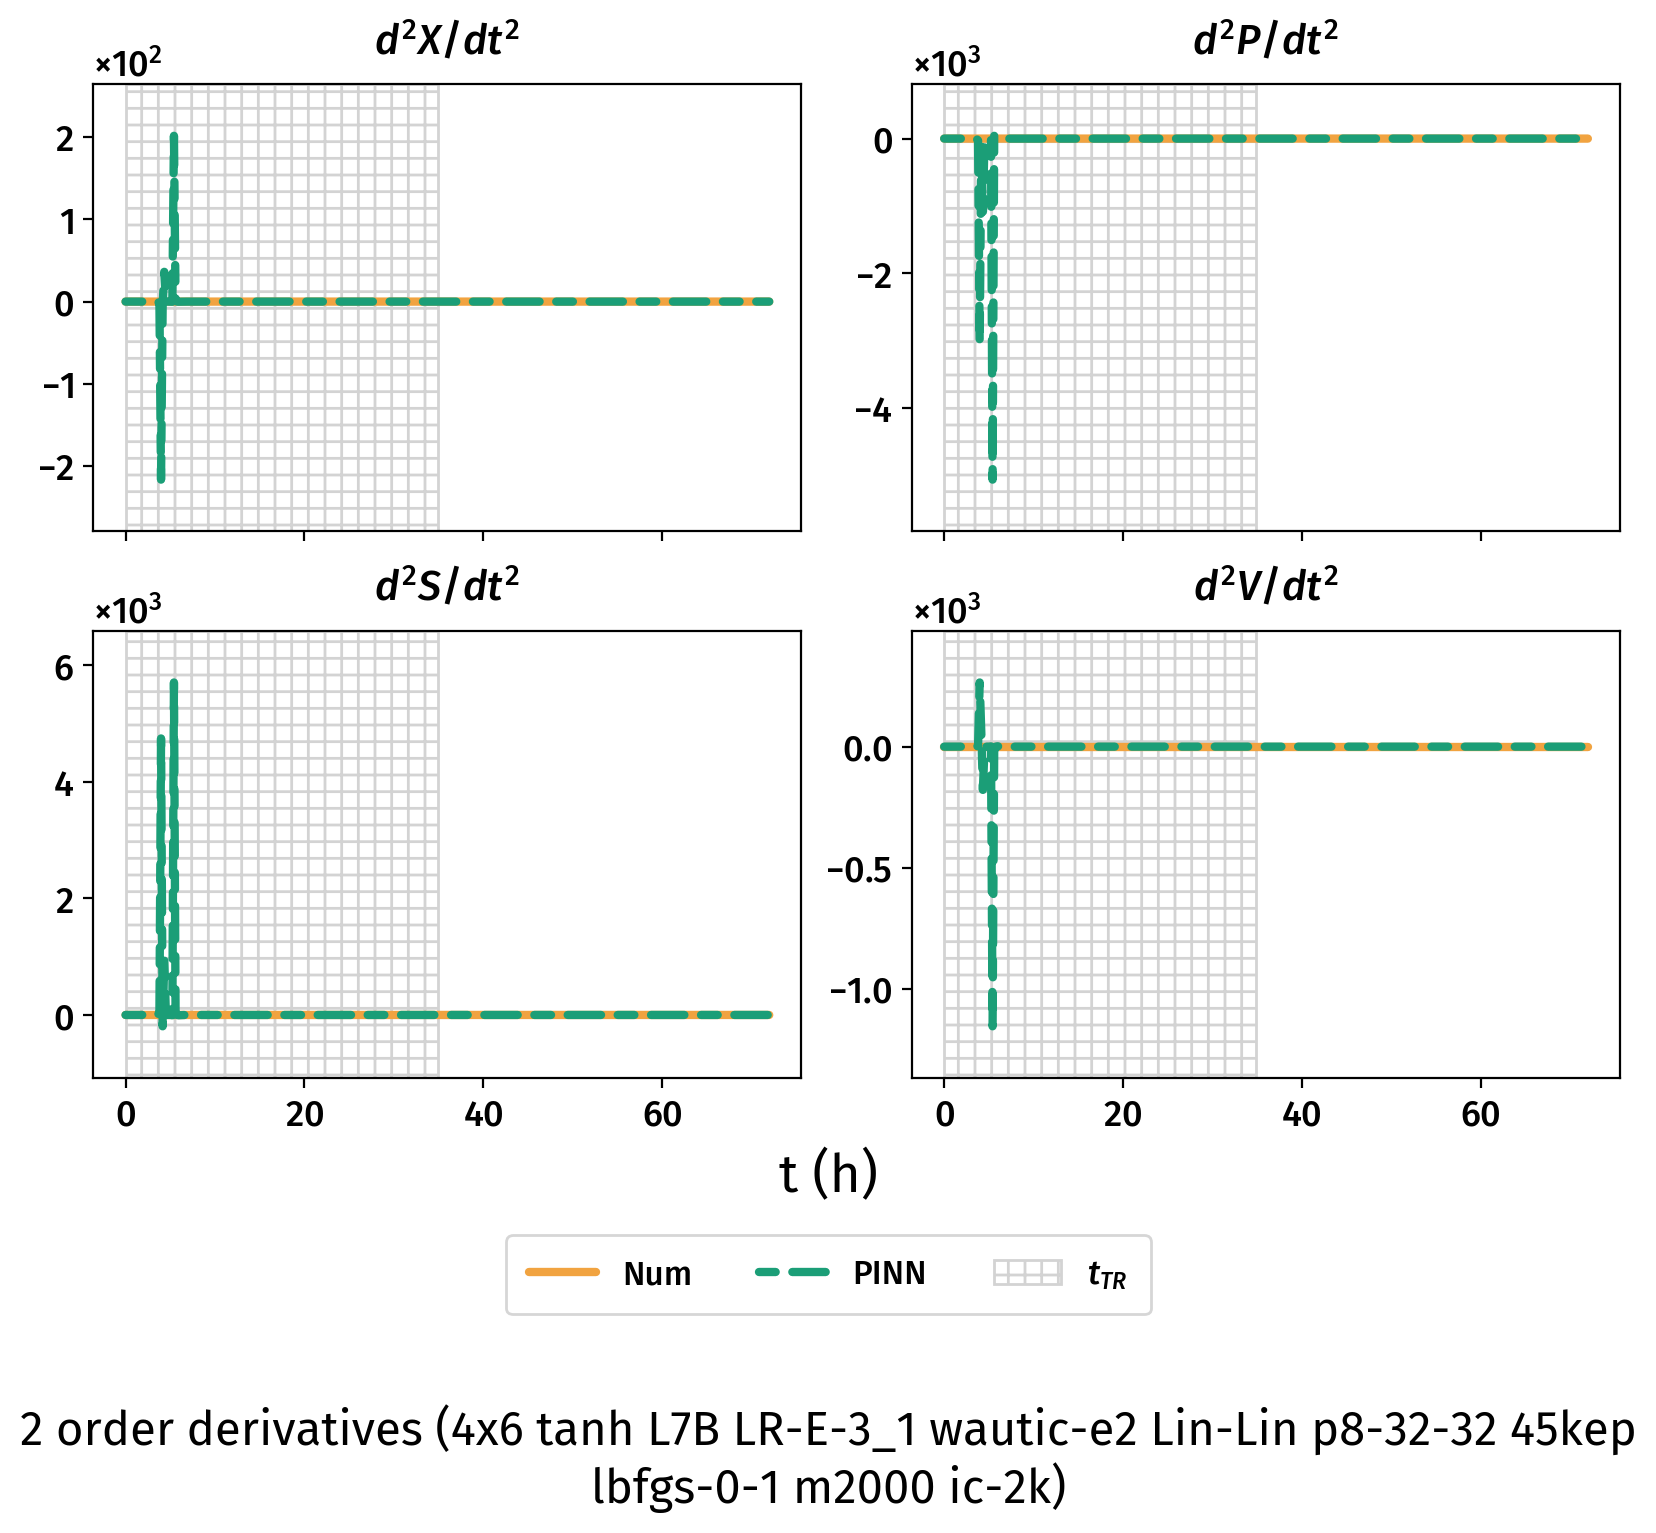 d²X/dt²
×10²
2
1
0
−1
−2
d²P/dt²
×10³
0
−2
−4
d²S/dt²
×10³
6
4
2
0
0 20 40 60
d²V/dt²
×10³
0.0
−0.5
−1.0
0 20 40 60
t (h)
Num PINN t_TR
2 order derivatives (4x6 tanh L7B LR-E-3_1 wautic-e2 Lin-Lin p8-32-32 45kep
lbfgs-0-1 m2000 ic-2k)